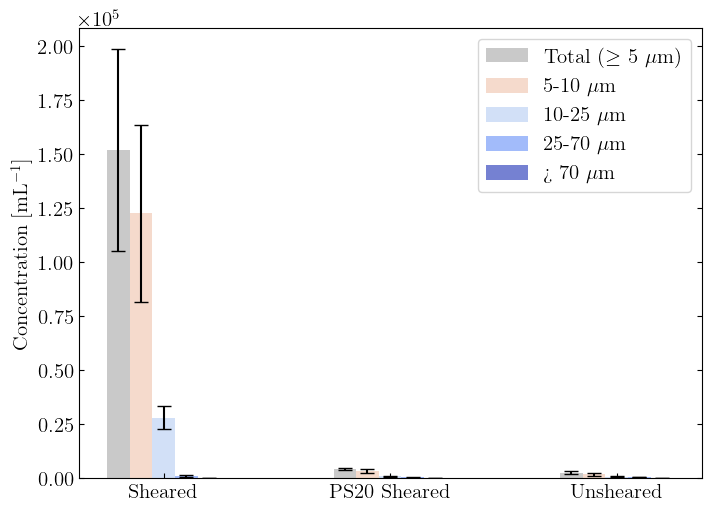 ×10⁵
2.00
1.75
1.50
1.25
1.00
0.75
0.50
0.25
0.00
Concentration [mL⁻¹]
Total (≥ 5 μm)
5-10 μm
10-25 μm
25-70 μm
> 70 μm
Sheared
PS20 Sheared
Unsheared